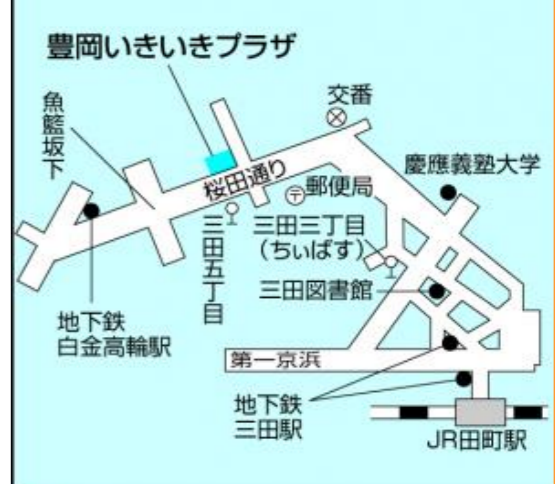 豊岡いきいきプラザ
魚籃坂下
交番
慶應義塾大学
桜田通り
〒郵便局
三田五丁目
三田三丁目
(ちぃばす)
三田図書館
地下鉄
白金高輪駅
第一京浜
地下鉄
三田駅
JR田町駅